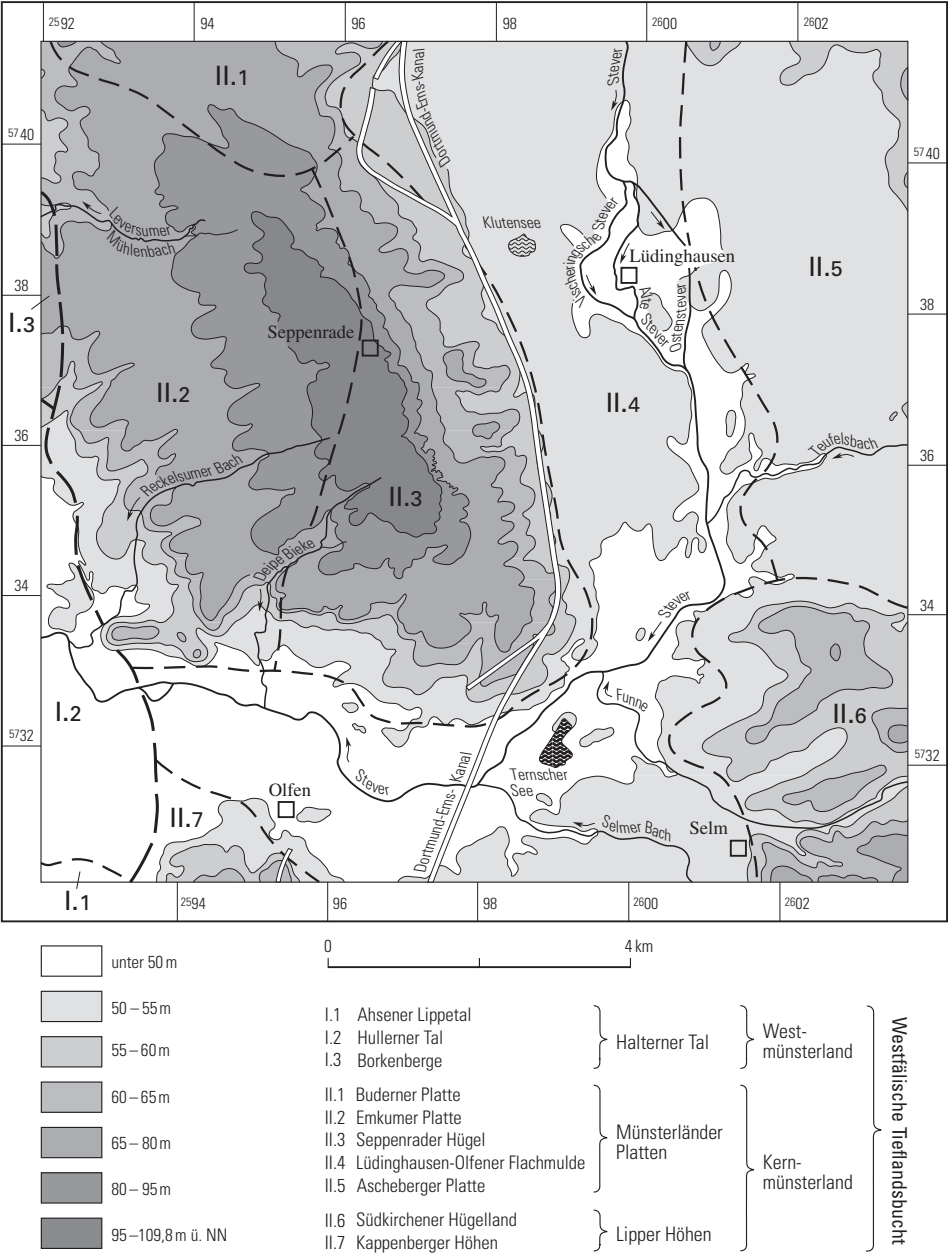 2592 94 96 98 2600 2602
II.1
Dortmund-Ems-Kanal
Stever
5740
5740
Leversumer
Mühlenbach
Klutensee
Vischeringsche Stever
Lüdinghausen
II.5
38
I.3
Alte
Stever
Ostenstever
38
Seppenrade
II.2
II.4
36
Teufelsbach
36
Reckelsumer Bach
II.3
Deipe Bieke
34
Stever
34
I.2
Funne
II.6
5732
5732
Stever
Ternscher
See
Olfen
Dortmund-Ems-Kanal
II.7
Selmer Bach
Selm
I.1
2594 96 98 2600 2602
unter 50 m
50 – 55 m
55 – 60 m
60 – 65 m
65 – 80 m
80 – 95 m
95 –109,8 m ü. NN
0 4 km
I.1 Ahsener Lippetal
I.2 Hullerner Tal
I.3 Borkenberge
Halterner Tal
West-
münsterland
II.1 Buderner Platte
II.2 Emkumer Platte
II.3 Seppenrader Hügel
II.4 Lüdinghausen-Olfener Flachmulde
II.5 Ascheberger Platte
Münsterländer
Platten
Kern-
münsterland
II.6 Südkirchener Hügelland
II.7 Kappenberger Höhen
Lipper Höhen
Westfälische Tieflandsbucht